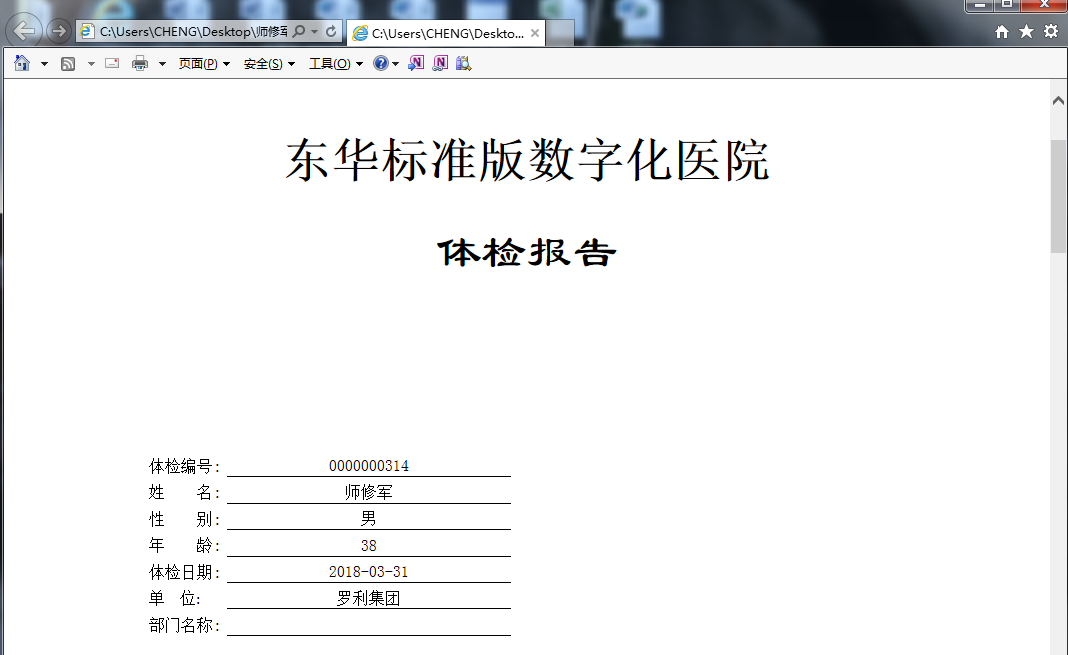 C:\Users\CHENG\Desktop\师修军
C:\Users\CHENG\Deskto...
页面(P) 安全(S) 工具(O)
东华标准版数字化医院
体检报告
体检编号: 0000000314
姓 名: 师修军
性 别: 男
年 龄: 38
体检日期: 2018-03-31
单 位: 罗利集团
部门名称: